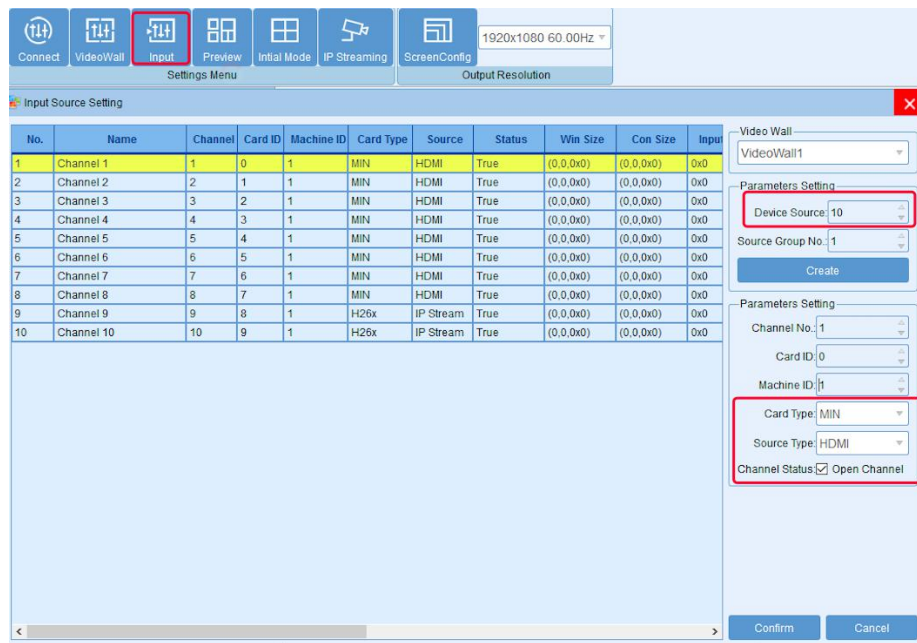 Connect VideoWall Input Preview Intial Mode IP Streaming ScreenConfig 1920x1080 60.00Hz
Settings Menu Output Resolution
Input Source Setting
No. Name Channel Card ID Machine ID Card Type Source Status Win Size Con Size Input
1 Channel 1 1 0 1 MIN HDMI True (0,0,0x0) (0,0,0x0) 0x0
2 Channel 2 2 1 1 MIN HDMI True (0,0,0x0) (0,0,0x0) 0x0
3 Channel 3 3 2 1 MIN HDMI True (0,0,0x0) (0,0,0x0) 0x0
4 Channel 4 4 3 1 MIN HDMI True (0,0,0x0) (0,0,0x0) 0x0
5 Channel 5 5 4 1 MIN HDMI True (0,0,0x0) (0,0,0x0) 0x0
6 Channel 6 6 5 1 MIN HDMI True (0,0,0x0) (0,0,0x0) 0x0
7 Channel 7 7 6 1 MIN HDMI True (0,0,0x0) (0,0,0x0) 0x0
8 Channel 8 8 7 1 MIN HDMI True (0,0,0x0) (0,0,0x0) 0x0
9 Channel 9 9 8 1 H26x IP Stream True (0,0,0x0) (0,0,0x0) 0x0
10 Channel 10 10 9 1 H26x IP Stream True (0,0,0x0) (0,0,0x0) 0x0
Video Wall
VideoWall1
Parameters Setting
Device Source: 10
Source Group No.: 1
Create
Parameters Setting
Channel No.: 1
Card ID: 0
Machine ID: 1
Card Type: MIN
Source Type: HDMI
Channel Status: Open Channel
Confirm Cancel